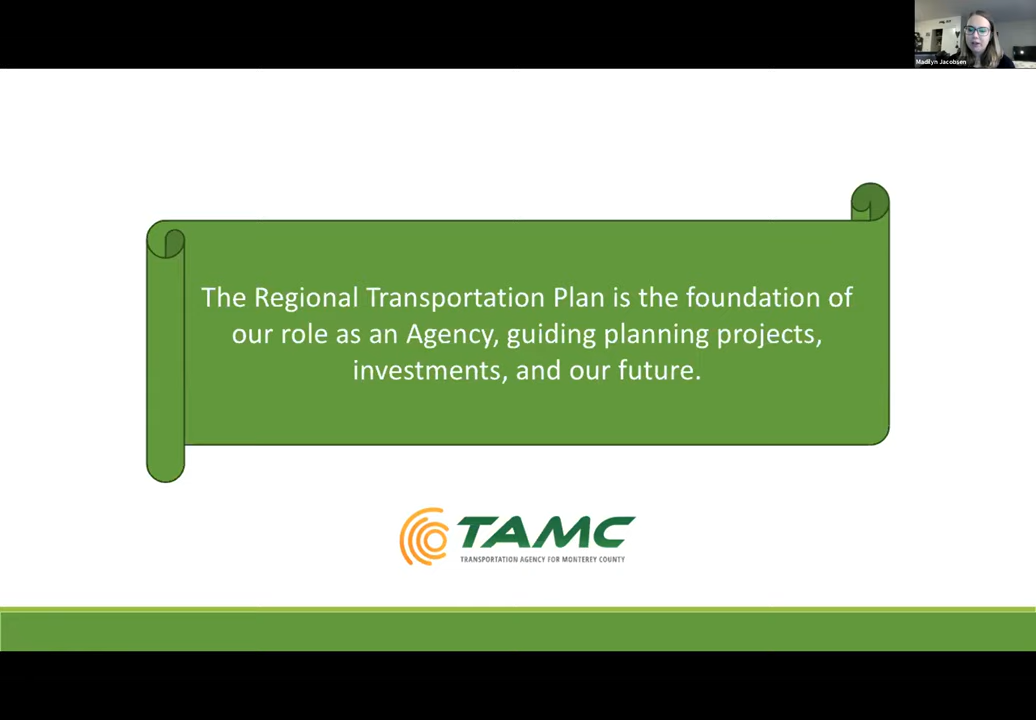 Madilyn Jacobsen
The Regional Transportation Plan is the foundation of
our role as an Agency, guiding planning projects,
investments, and our future.
TAMC
TRANSPORTATION AGENCY FOR MONTEREY COUNTY